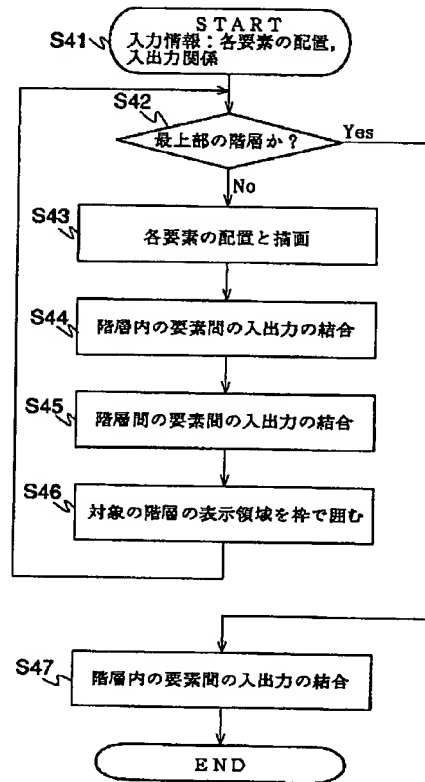 START
S41
入力情報：各要素の配置,
入出力関係
S42
最上部の階層か？
Yes
No
S43
各要素の配置と描画
S44
階層内の要素間の入出力の結合
S45
階層間の要素間の入出力の結合
S46
対象の階層の表示領域を枠で囲む
S47
階層内の要素間の入出力の結合
END